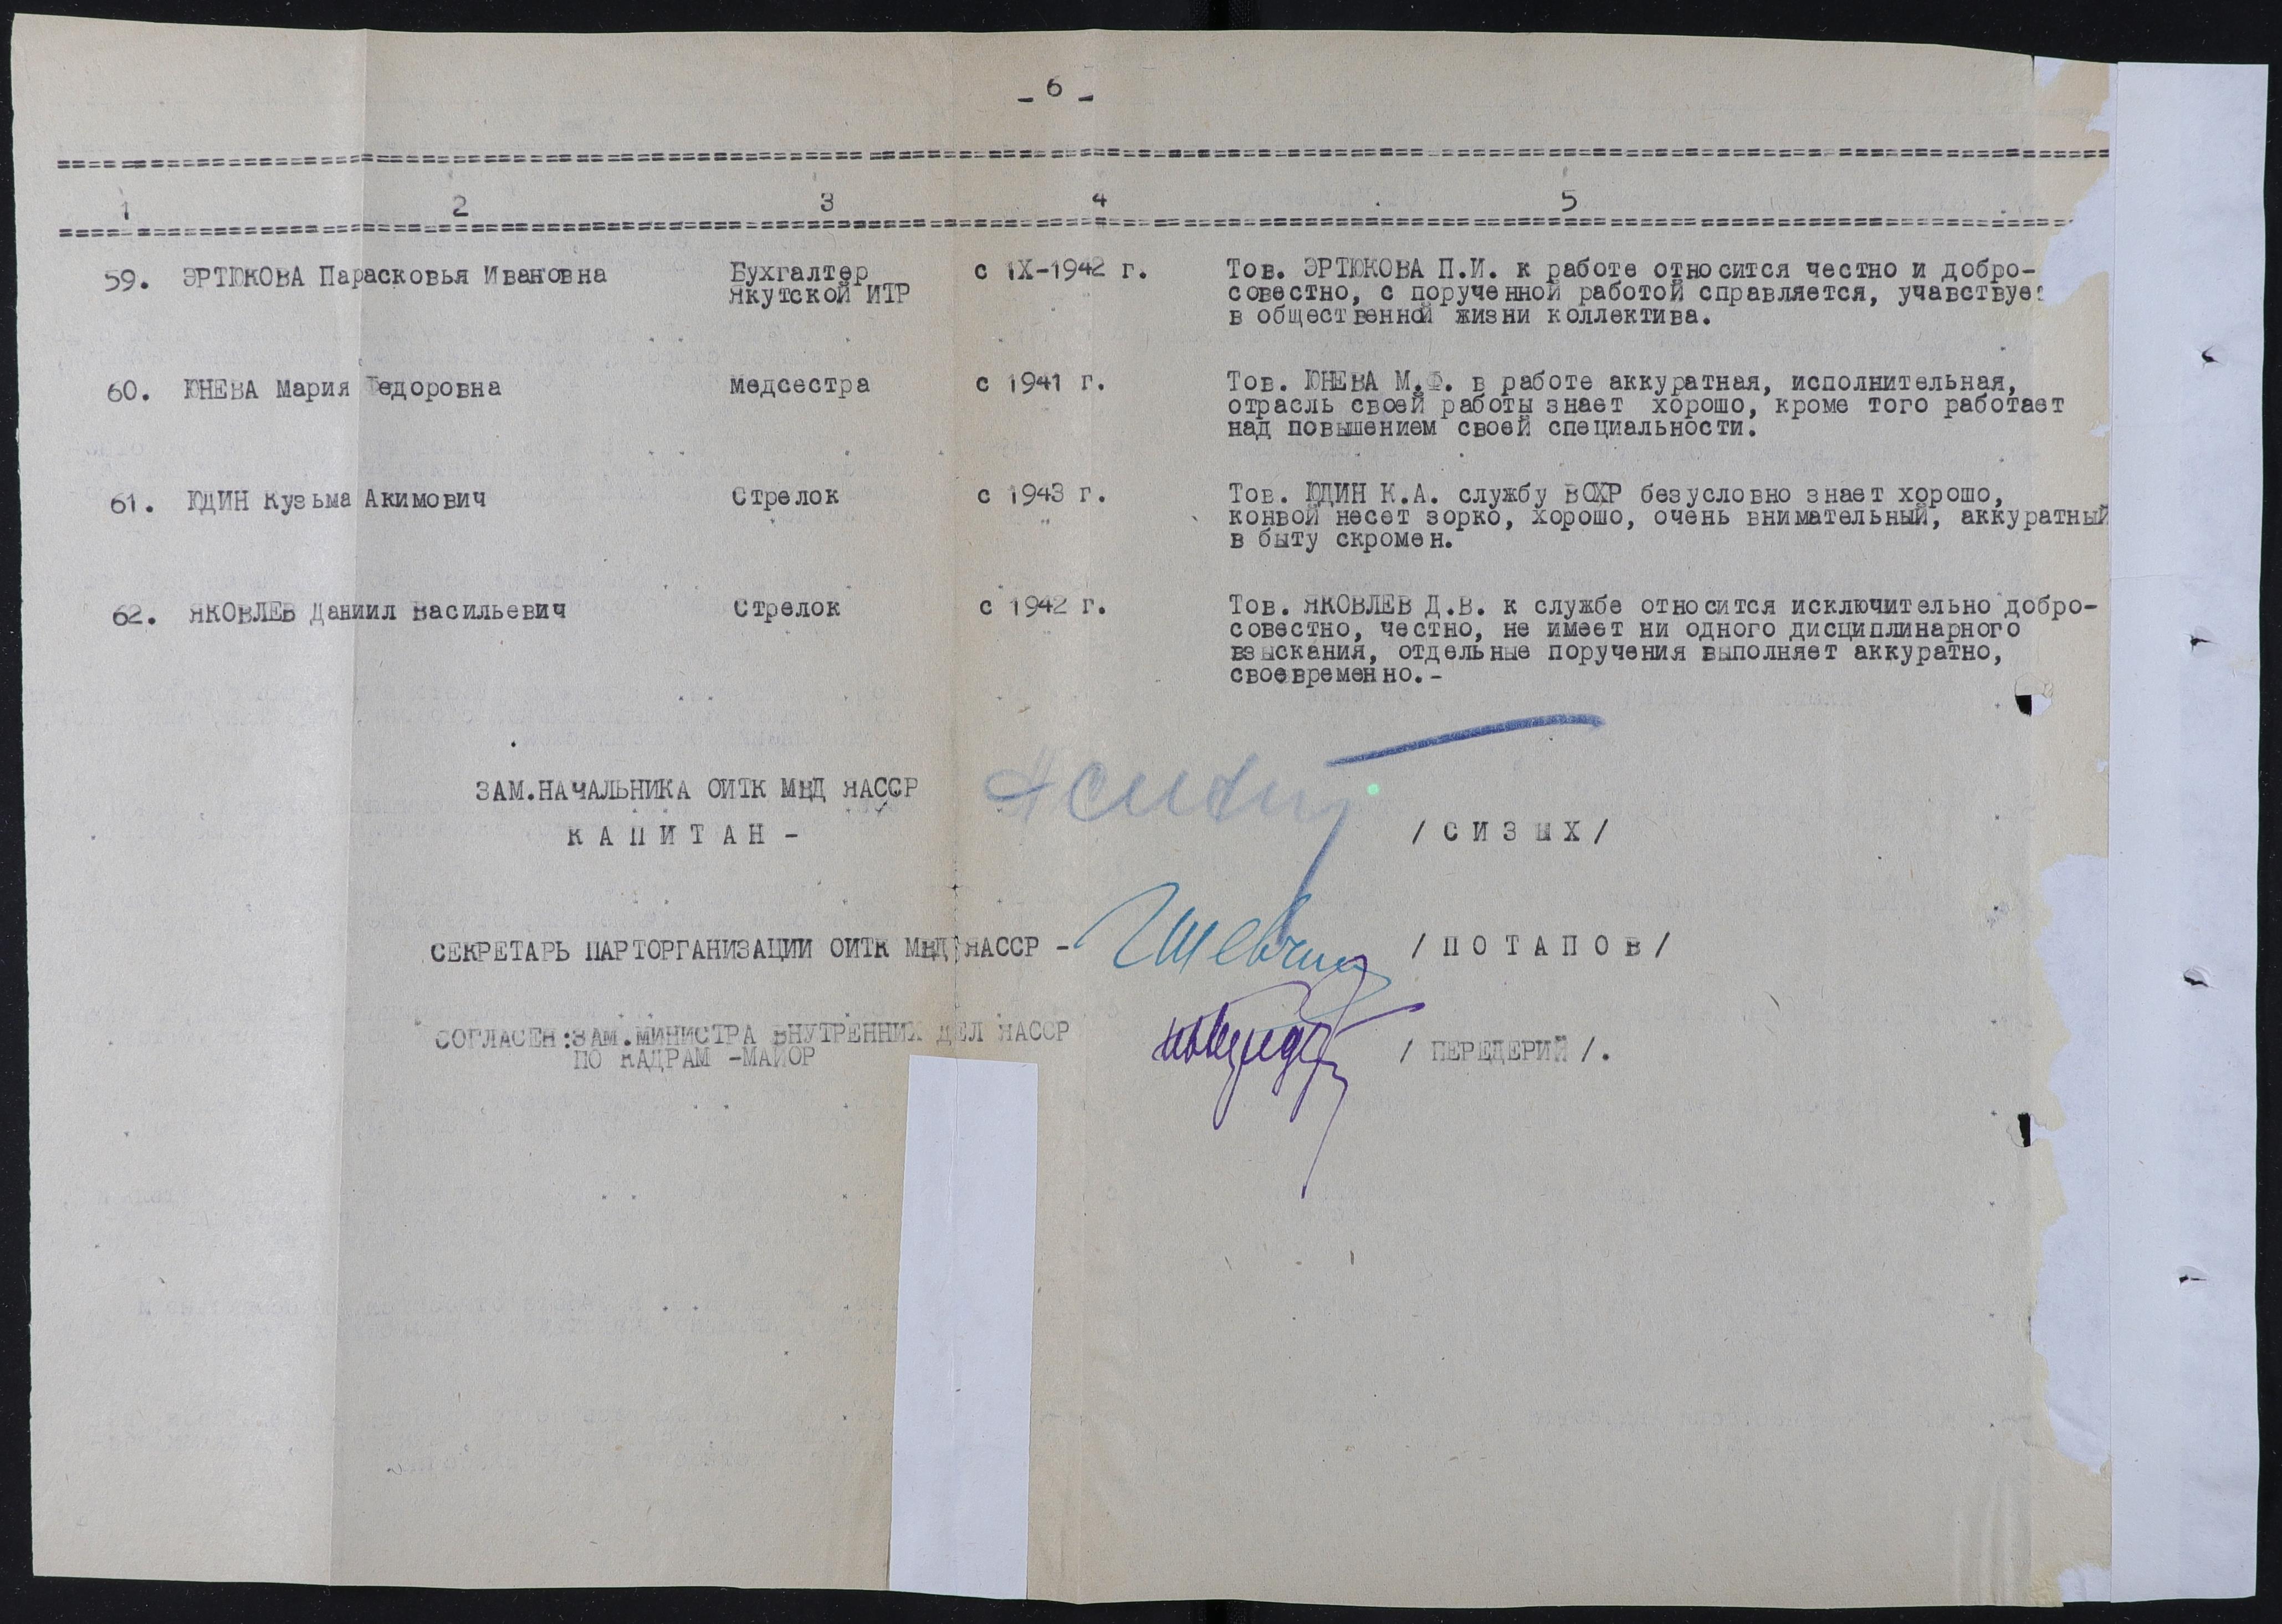 - 6 -
1 2 3 4 5
59. ЭРТЮКОВА Парасковья Ивановна Бухгалтер с IX-1942 г. Тов. ЭРТЮКОВА П.И. к работе относится честно и добро-
Якутской ИТР совестно, с порученной работой справляется, учавствует
в общественной жизни коллектива.
60. ЮНЕВА Мария Федоровна Медсестра с 1941 г. Тов. ЮНЕВА М.Ф. в работе аккуратная, исполнительная,
отрасль своей работы знает хорошо, кроме того работает
над повышением своей специальности.
61. ЮДИН Кузьма Акимович Стрелок с 1943 г. Тов. ЮДИН К.А. службу ВОХР безусловно знает хорошо,
конвой несет зорко, хорошо, очень внимательный, аккуратный
в быту скромен.
62. ЯКОВЛЕВ Даниил Васильевич Стрелок с 1942 г. Тов. ЯКОВЛЕВ Д.В. к службе относится исключительно добро-
совестно, честно, не имеет ни одного дисциплинарного
взыскания, отдельные поручения выполняет аккуратно,
своевременно.-
ЗАМ.НАЧАЛЬНИКА ОИТК МВД ЯАССР
КАПИТАН - /СИЗЫХ/
СЕКРЕТАРЬ ПАРТОРГАНИЗАЦИИ ОИТК МВД ЯАССР - /ПОТАПОВ/
СОГЛАСЕН:ЗАМ.МИНИСТРА ВНУТРЕННИХ ДЕЛ ЯАССР
ПО КАДРАМ -МАЙОР / ПЕРЕДЕРИЙ /.